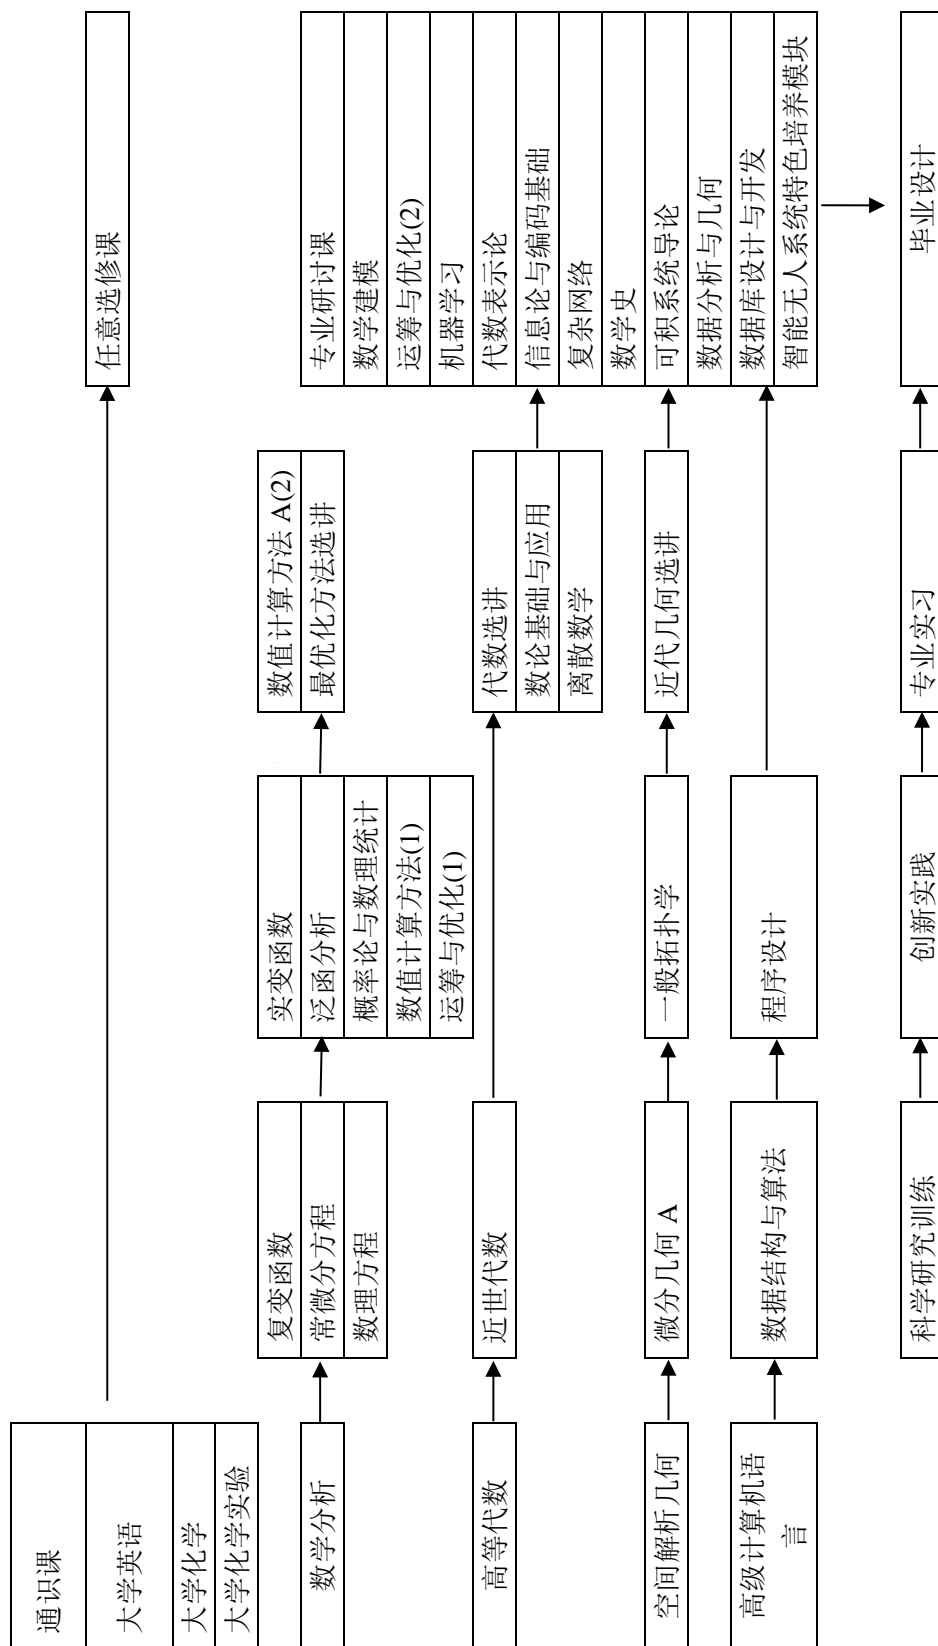 通识课
大学英语
大学化学
大学化学实验
数学分析
高等代数
空间解析几何
高级计算机语
言
复变函数
常微分方程
数理方程
近世代数
微分几何 A
数据结构与算法
科学研究训练
实变函数
泛函分析
概率论与数理统计
数值计算方法(1)
运筹与优化(1)
一般拓扑学
程序设计
创新实践
数值计算方法 A(2)
最优化方法选讲
代数选讲
数论基础与应用
离散数学
近代几何选讲
专业实习
任意选修课
专业研讨课
数学建模
运筹与优化(2)
机器学习
代数表示论
信息论与编码基础
复杂网络
数学史
可积系统导论
数据分析与几何
数据库设计与开发
智能无人系统特色培养模块
毕业设计